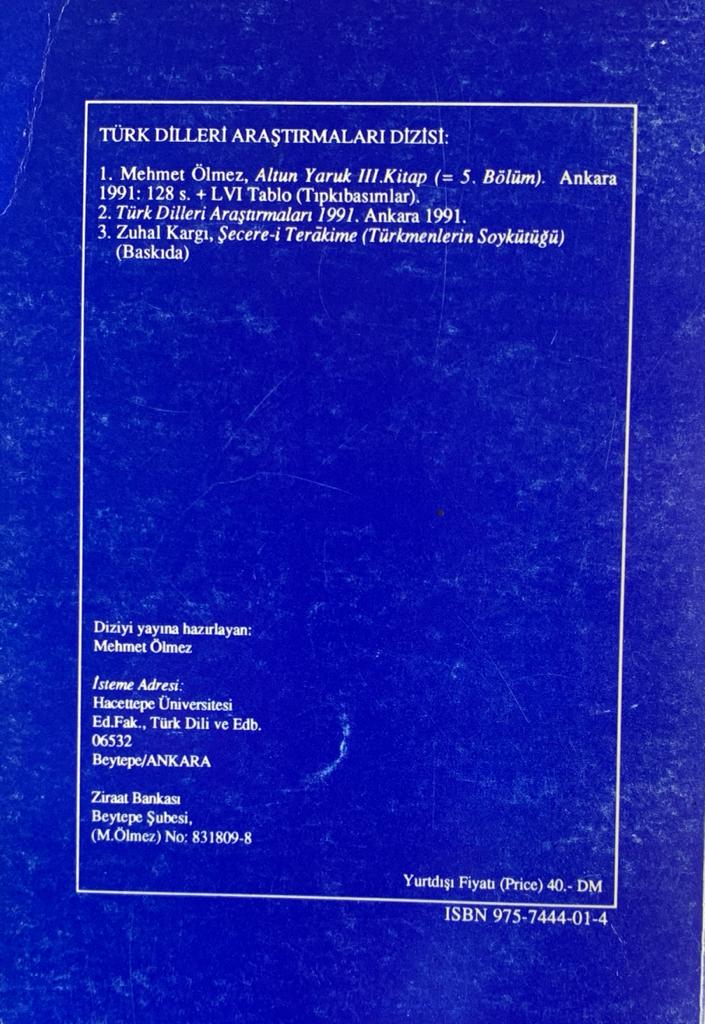 TÜRK DİLLERİ ARAŞTIRMALARI DİZİSİ:
1. Mehmet Ölmez, Altun Yaruk III.Kitap (= 5. Bölüm). Ankara
1991: 128 s. + LVI Tablo (Tıpkıbasımlar).
2. Türk Dilleri Araştırmaları 1991. Ankara 1991.
3. Zuhal Kargı, Şecere-i Terākime (Türkmenlerin Soykütüğü)
(Baskıda)
Diziyi yayına hazırlayan:
Mehmet Ölmez
İsteme Adresi:
Hacettepe Üniversitesi
Ed.Fak., Türk Dili ve Edb.
06532
Beytepe/ANKARA
Ziraat Bankası
Beytepe Şubesi,
(M.Ölmez) No: 831809-8
Yurtdışı Fiyatı (Price) 40.- DM
ISBN 975-7444-01-4